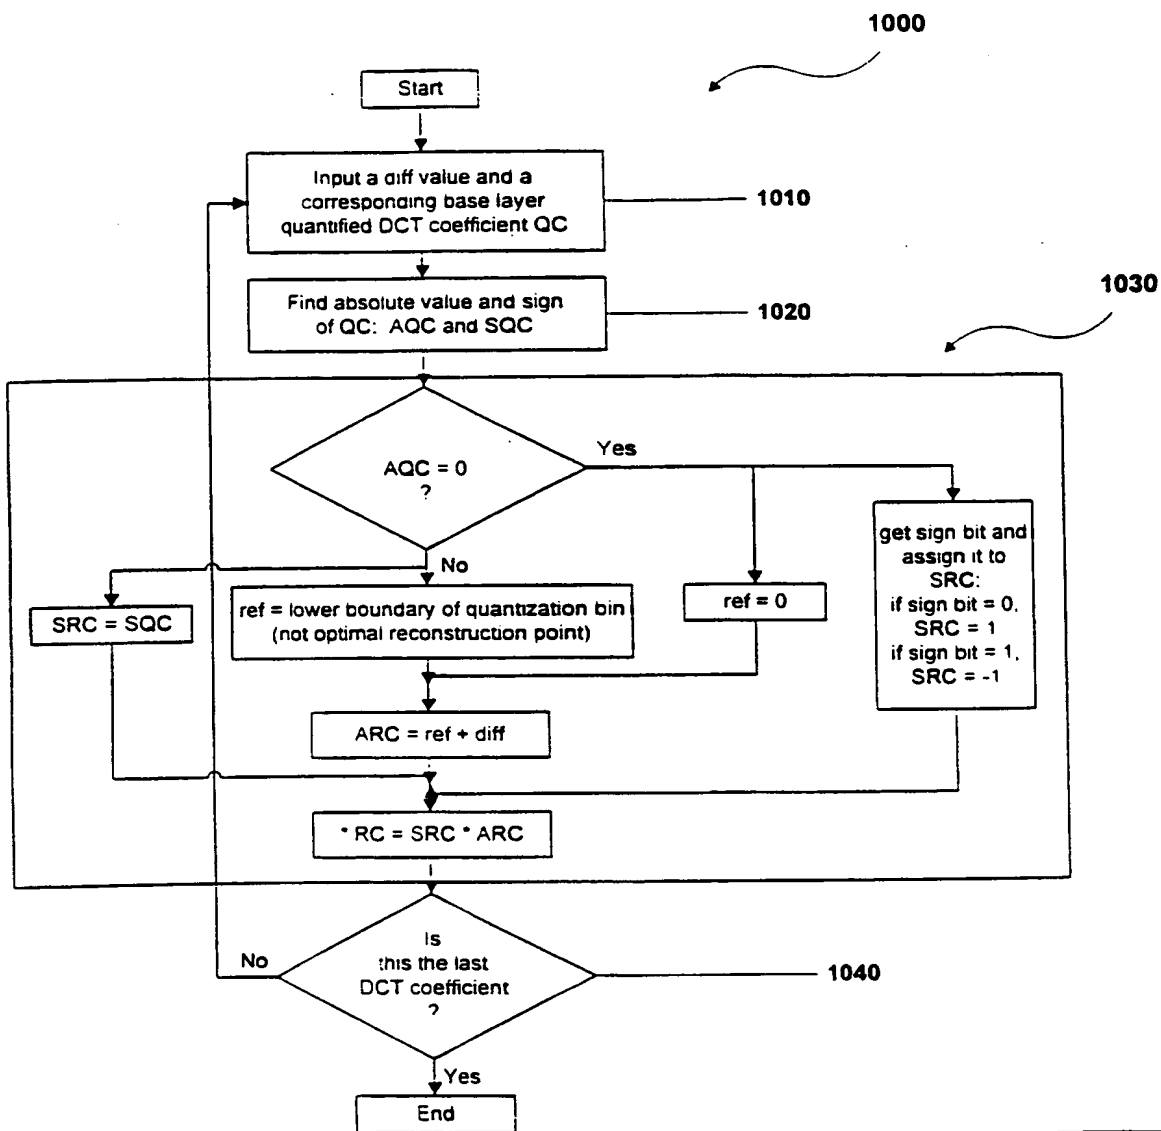 1000
Start
Input a diff value and a
corresponding base layer
quantified DCT coefficient QC
1010
Find absolute value and sign
of QC: AQC and SQC
1020
1030
AQC = 0
?
Yes
No
SRC = SQC
ref = lower boundary of quantization bin
(not optimal reconstruction point)
ref = 0
get sign bit and
assign it to
SRC:
if sign bit = 0,
SRC = 1
if sign bit = 1,
SRC = -1
ARC = ref + diff
* RC = SRC * ARC
Is
this the last
DCT coefficient
?
No
1040
Yes
End